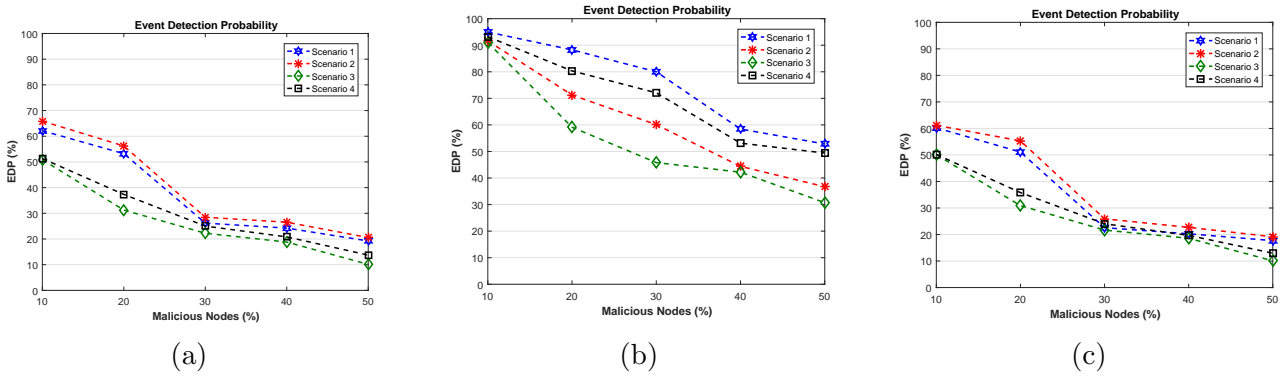 Event Detection Probability
100
90
80
70
60
50
40
30
20
10
0
EDP (%)
10 20 30 40 50
Malicious Nodes (%)
Scenario 1
Scenario 2
Scenario 3
Scenario 4
(a)
Event Detection Probability
100
90
80
70
60
50
40
30
20
10
0
EDP (%)
10 20 30 40 50
Malicious Nodes (%)
Scenario 1
Scenario 2
Scenario 3
Scenario 4
(b)
Event Detection Probability
100
90
80
70
60
50
40
30
20
10
0
EDP (%)
10 20 30 40 50
Malicious Nodes (%)
Scenario 1
Scenario 2
Scenario 3
Scenario 4
(c)